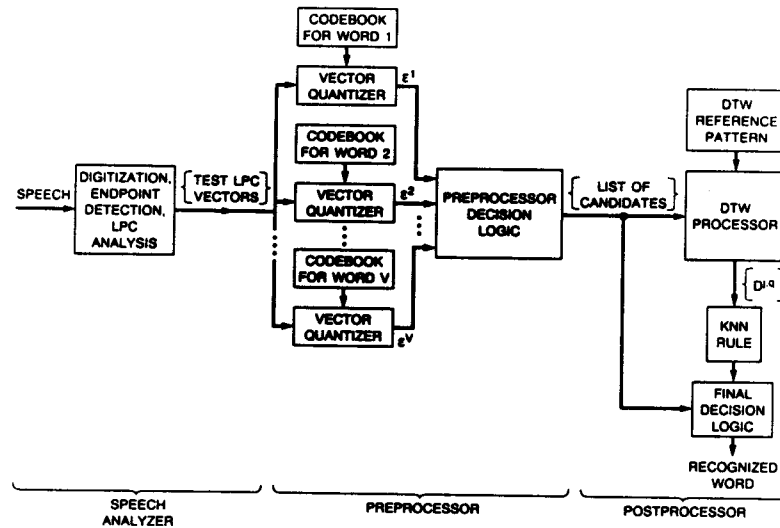 CODEBOOK
FOR WORD 1
VECTOR
QUANTIZER
ε¹
CODEBOOK
FOR WORD 2
VECTOR
QUANTIZER
ε²
CODEBOOK
FOR WORD V
VECTOR
QUANTIZER
εⱽ
SPEECH
DIGITIZATION,
ENDPOINT
DETECTION,
LPC
ANALYSIS
{TEST LPC
VECTORS}
PREPROCESSOR
DECISION
LOGIC
{LIST OF
CANDIDATES}
DTW
REFERENCE
PATTERN
DTW
PROCESSOR
{D^j,q}
KNN
RULE
FINAL
DECISION
LOGIC
RECOGNIZED
WORD
SPEECH
ANALYZER
PREPROCESSOR
POSTPROCESSOR